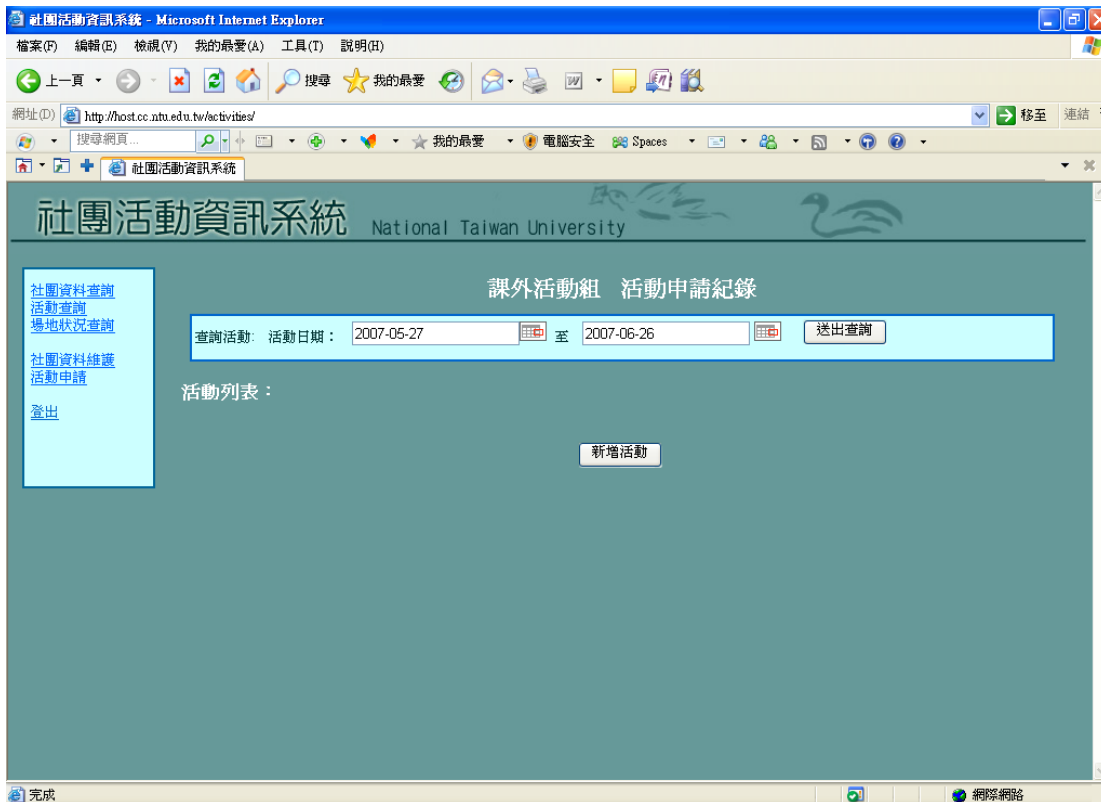 社團活動資訊系統 - Microsoft Internet Explorer
檔案(F) 編輯(E) 檢視(V) 我的最愛(A) 工具(T) 說明(H)
上一頁 搜尋 我的最愛
網址(D) http://host.cc.ntu.edu.tw/activities/ 移至 連結
搜尋網頁... 我的最愛 電腦安全 Spaces
社團活動資訊系統
社團活動資訊系統 National Taiwan University
課外活動組 活動申請紀錄
社團資料查詢
活動查詢
場地狀況查詢
社團資料維護
活動申請
登出
查詢活動: 活動日期： 2007-05-27 至 2007-06-26 送出查詢
活動列表：
新增活動
完成 網際網路